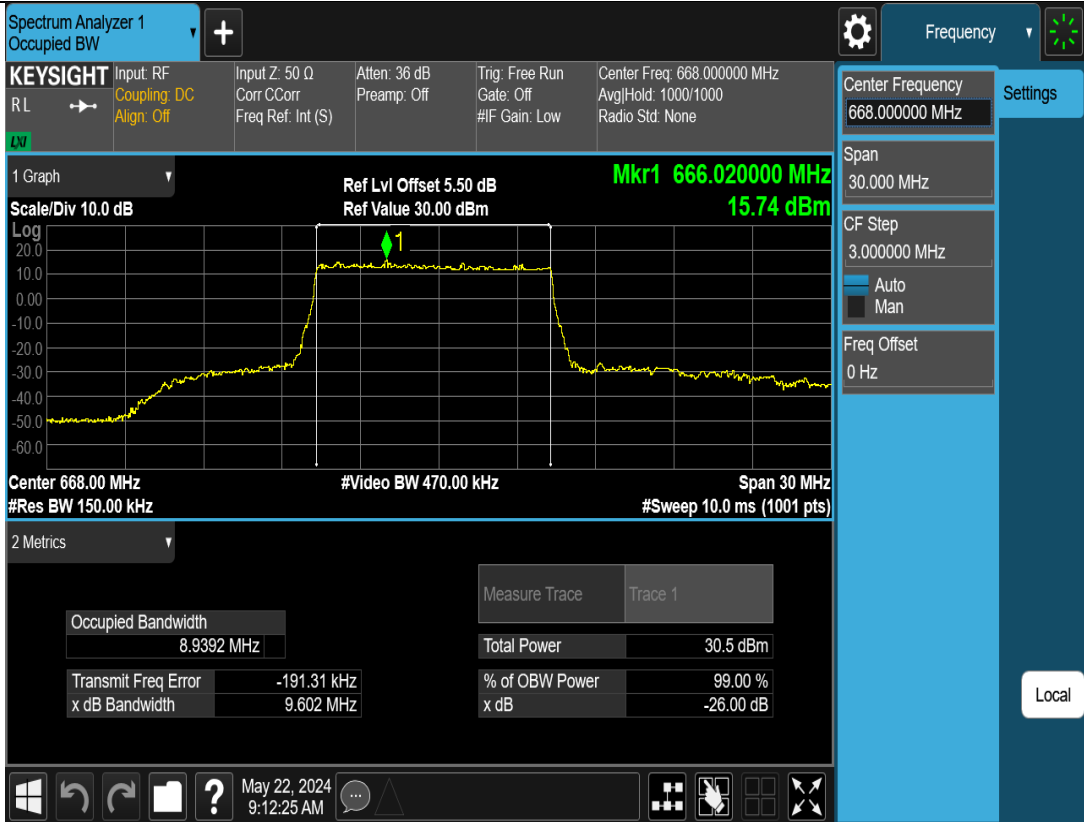 Spectrum Analyzer 1
Occupied BW
+
Frequency
KEYSIGHT
R L
LXI
Input: RF
Coupling: DC
Align: Off
Input Z: 50 Ω
Corr CCorr
Freq Ref: Int (S)
Atten: 36 dB
Preamp: Off
Trig: Free Run
Gate: Off
#IF Gain: Low
Center Freq: 668.000000 MHz
Avg|Hold: 1000/1000
Radio Std: None
Center Frequency
668.000000 MHz
Settings
Span
30.000 MHz
CF Step
3.000000 MHz
Auto
Man
Freq Offset
0 Hz
1 Graph
Scale/Div 10.0 dB
Ref Lvl Offset 5.50 dB
Ref Value 30.00 dBm
Mkr1 666.020000 MHz
15.74 dBm
Log
1
20.0
10.0
0.00
-10.0
-20.0
-30.0
-40.0
-50.0
-60.0
Center 668.00 MHz
#Video BW 470.00 kHz
Span 30 MHz
#Res BW 150.00 kHz
#Sweep 10.0 ms (1001 pts)
2 Metrics
Measure Trace
Trace 1
Occupied Bandwidth
8.9392 MHz
Total Power
30.5 dBm
Transmit Freq Error
-191.31 kHz
% of OBW Power
99.00 %
x dB Bandwidth
9.602 MHz
x dB
-26.00 dB
Local
?
May 22, 2024
9:12:25 AM